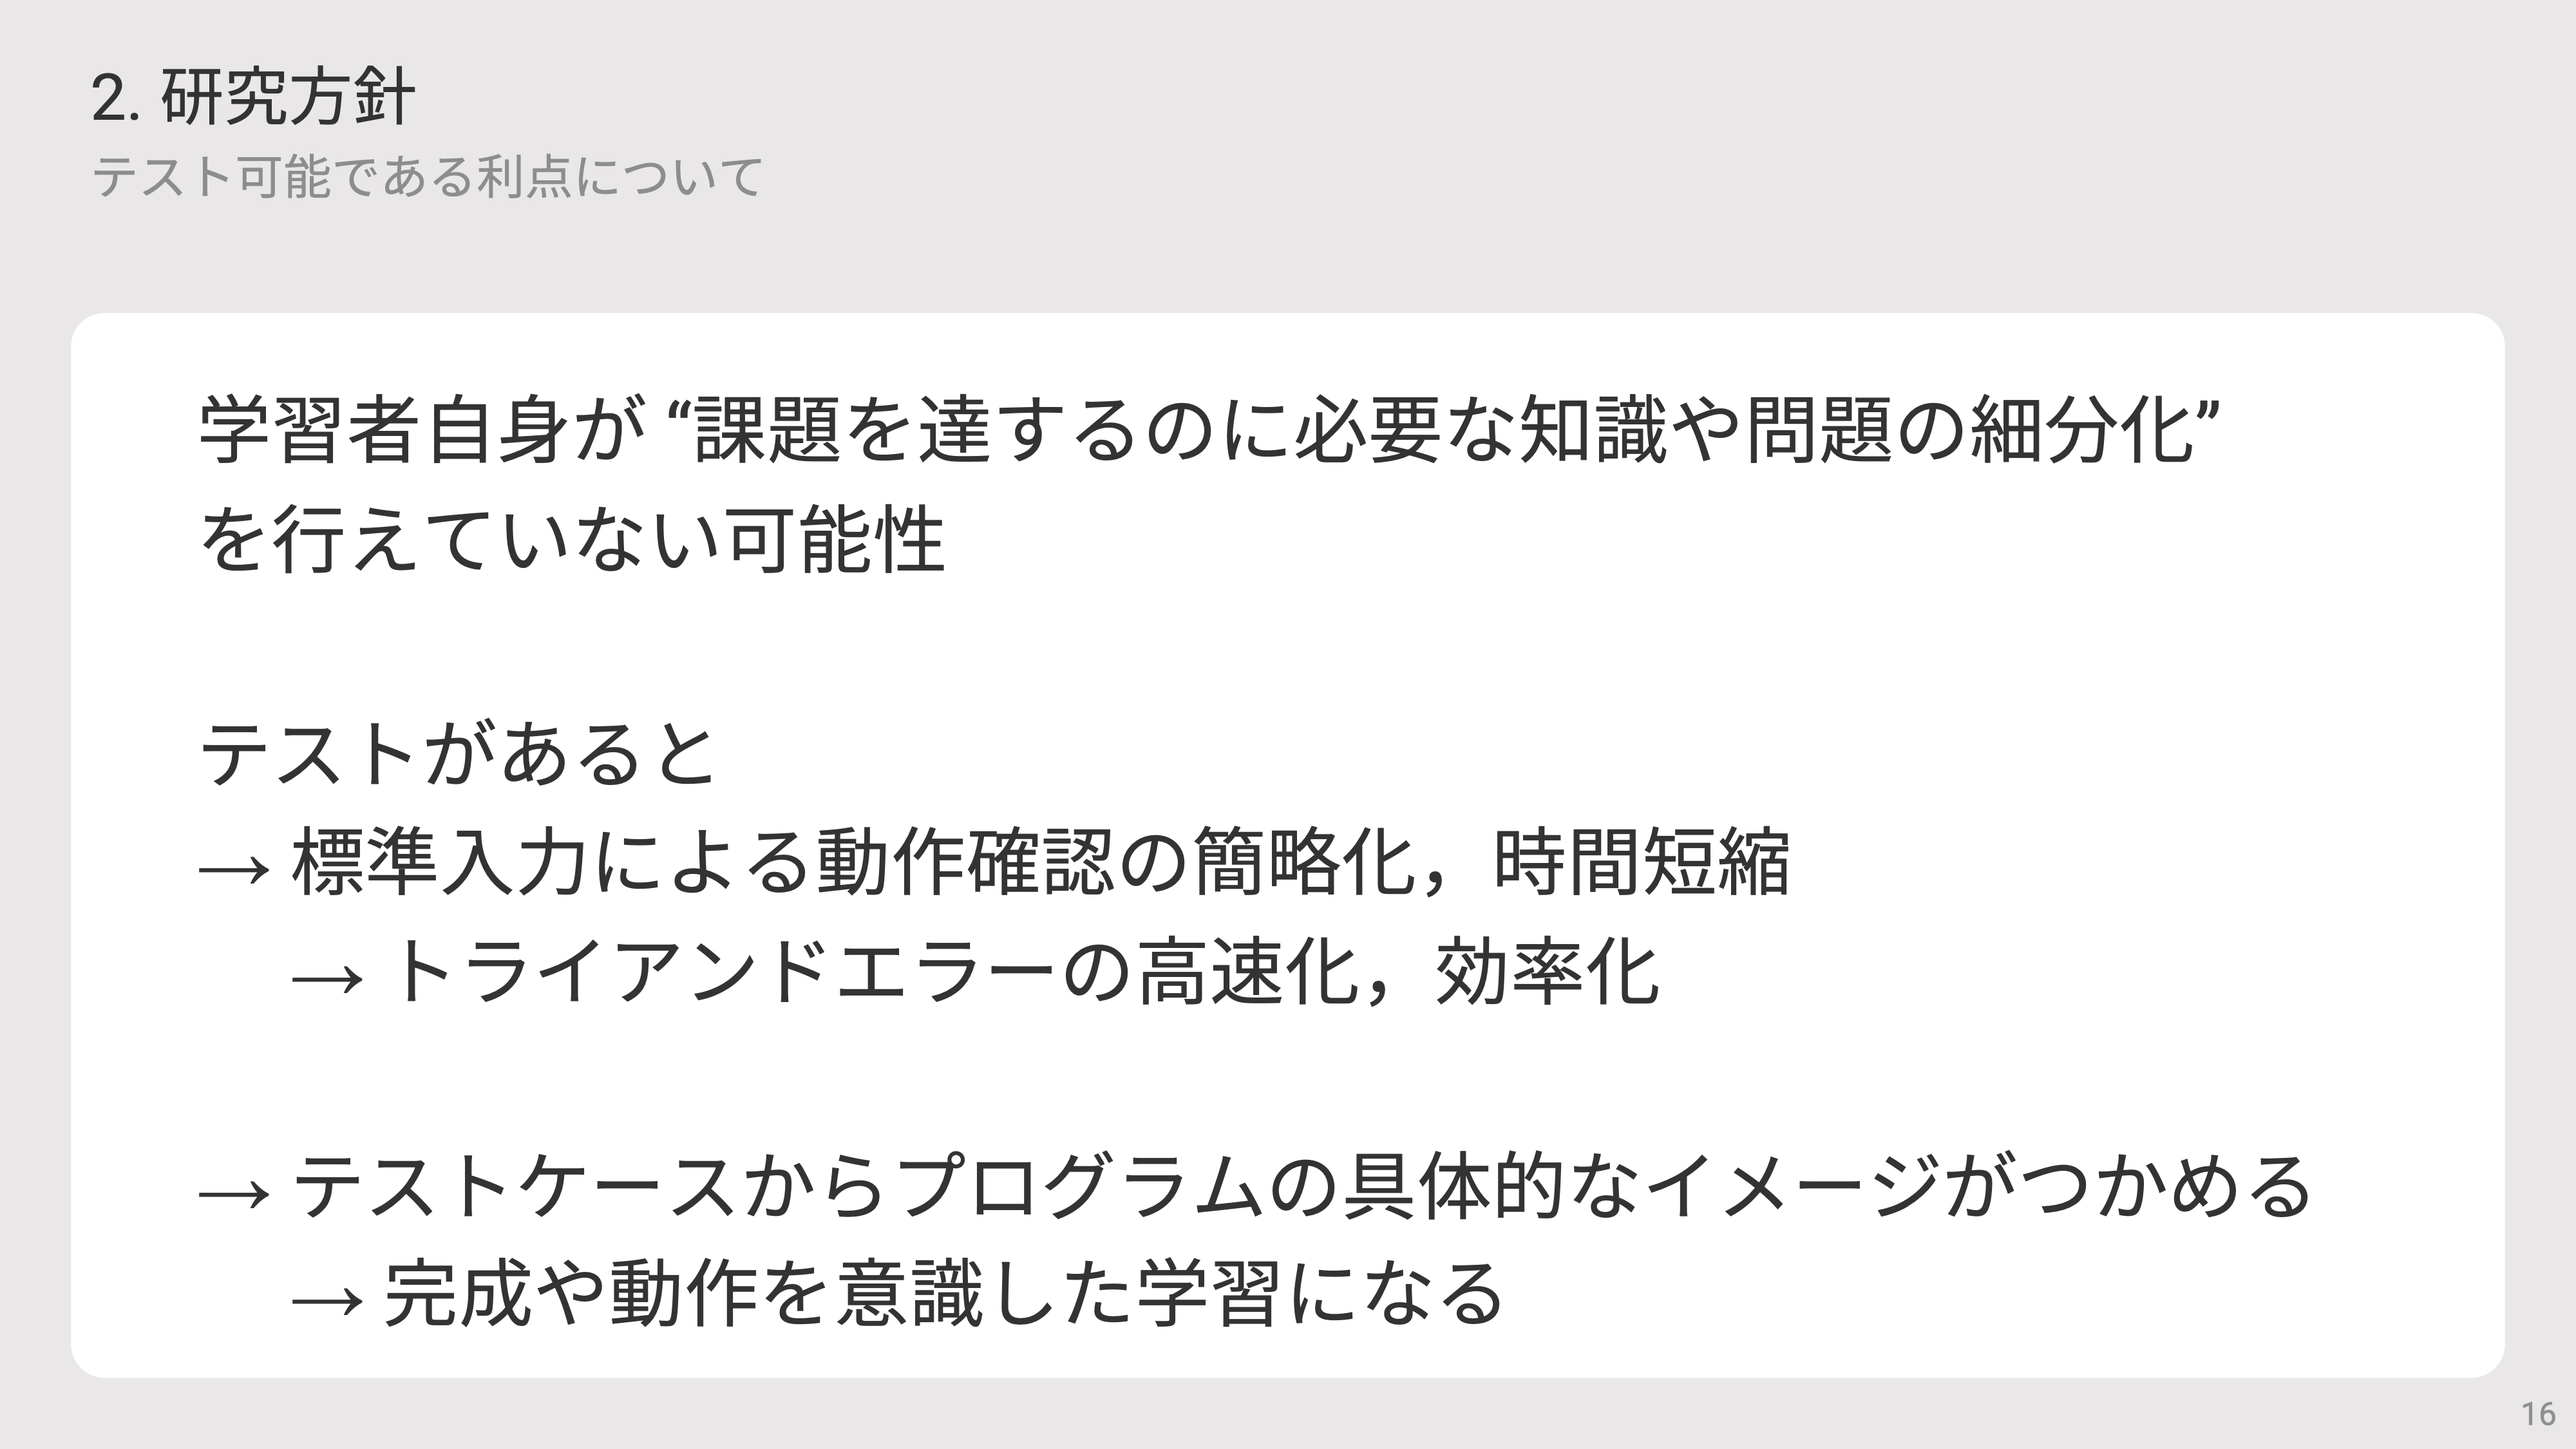 2. 研究方針
テスト可能である利点について
学習者自身が “課題を達するのに必要な知識や問題の細分化”
を行えていない可能性
テストがあると
→ 標準入力による動作確認の簡略化，時間短縮
→ トライアンドエラーの高速化，効率化
→ テストケースからプログラムの具体的なイメージがつかめる
→ 完成や動作を意識した学習になる
16